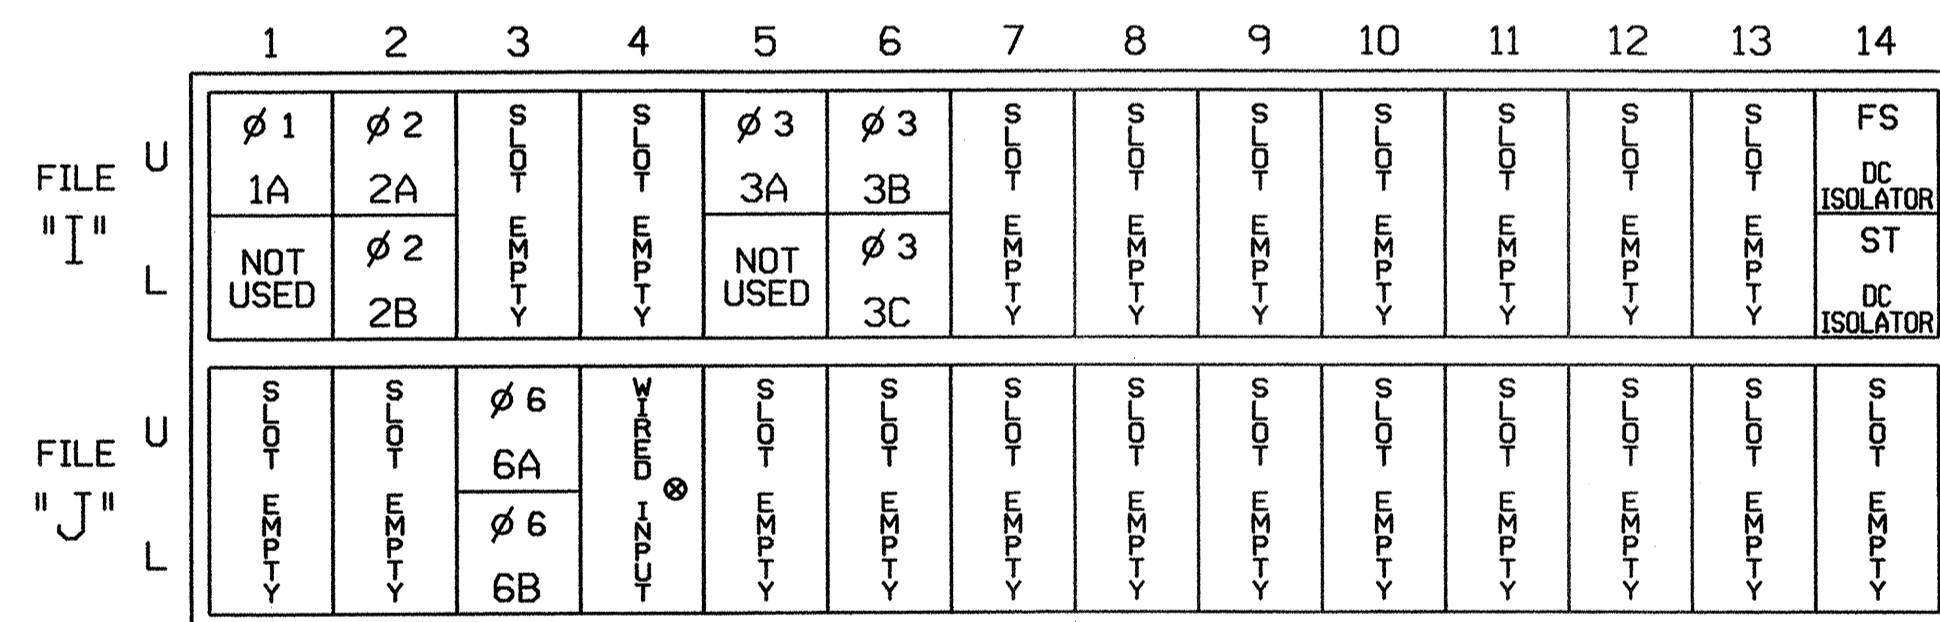 1 2 3 4 5 6 7 8 9 10 11 12 13 14
FILE "I"
U
L
ø 1 1A
NOT USED
ø 2 2A
ø 2 2B
SLOT EMPTY
SLOT EMPTY
ø 3 3A
NOT USED
ø 3 3B
ø 3 3C
SLOT EMPTY
SLOT EMPTY
SLOT EMPTY
SLOT EMPTY
SLOT EMPTY
SLOT EMPTY
SLOT EMPTY
FS DC ISOLATOR
ST DC ISOLATOR
FILE "J"
U
L
SLOT EMPTY
SLOT EMPTY
ø 6 6A
ø 6 6B
WIRED INPUT ⊗
SLOT EMPTY
SLOT EMPTY
SLOT EMPTY
SLOT EMPTY
SLOT EMPTY
SLOT EMPTY
SLOT EMPTY
SLOT EMPTY
SLOT EMPTY
SLOT EMPTY